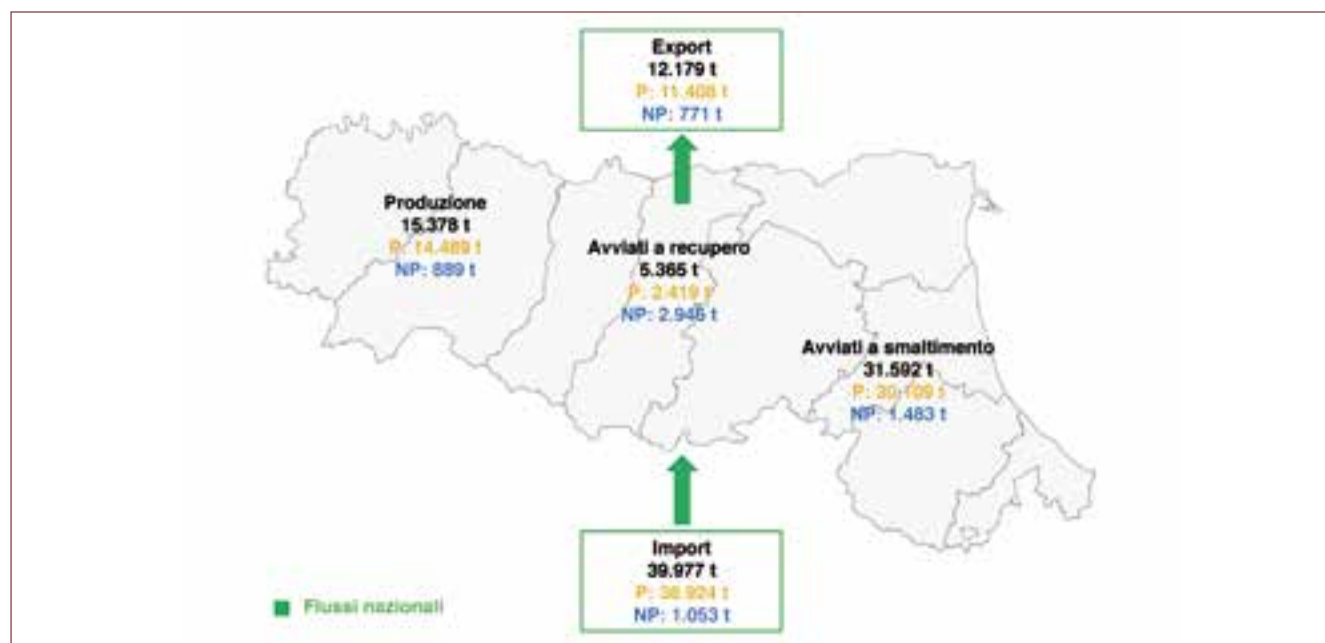 Export
12.179 t
P: 11.408 t
NP: 771 t
Produzione
15.378 t
P: 14.489 t
NP: 889 t
Avviati a recupero
5.365 t
P: 2.419 t
NP: 2.946 t
Avviati a smaltimento
31.592 t
P: 30.109 t
NP: 1.483 t
Import
39.977 t
P: 38.924 t
NP: 1.053 t
Flussi nazionali